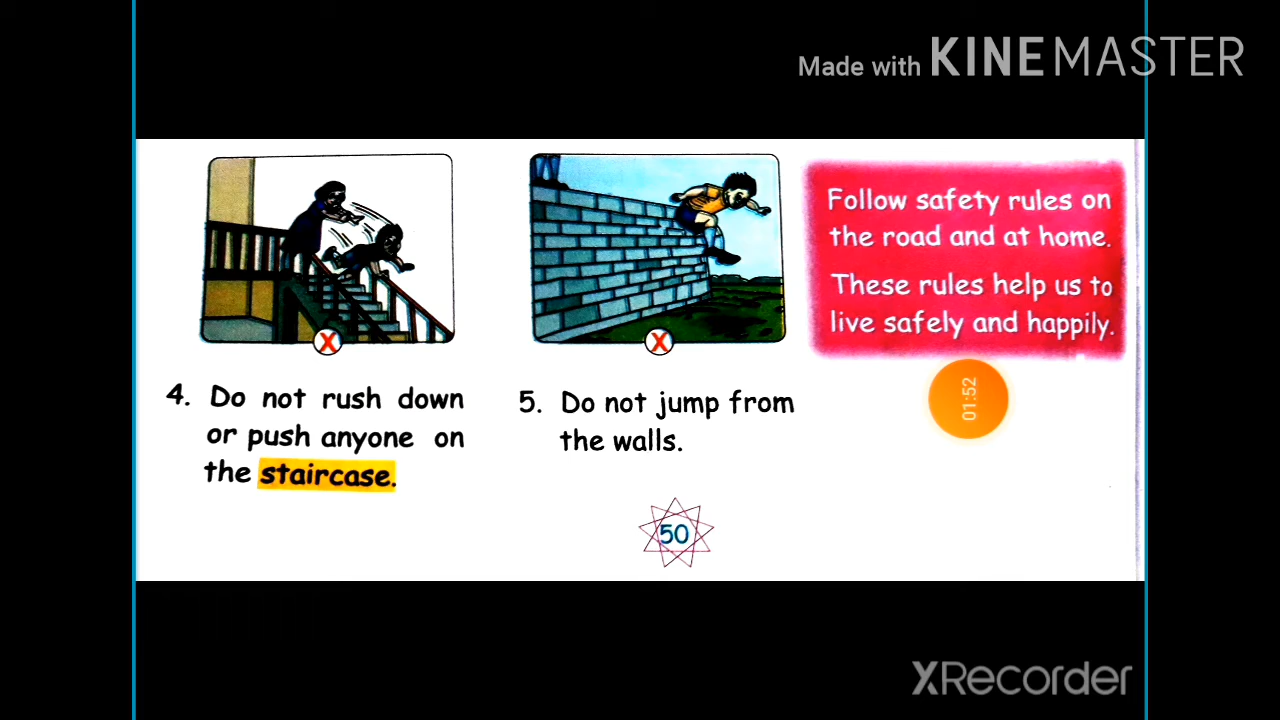 Made with KINEMASTER
X
X
Follow safety rules on
the road and at home.
These rules help us to
live safely and happily.
01:52
4. Do not rush down
or push anyone on
the staircase.
5. Do not jump from
the walls.
50
XRecorder